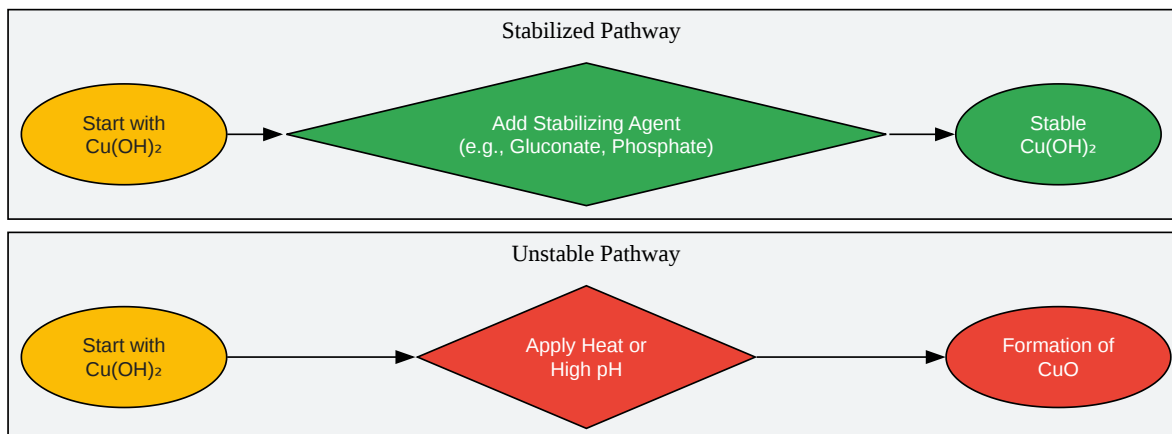 Stabilized Pathway
Start with
Cu(OH)₂
Add Stabilizing Agent
(e.g., Gluconate, Phosphate)
Stable
Cu(OH)₂
Unstable Pathway
Start with
Cu(OH)₂
Apply Heat or
High pH
Formation of
CuO